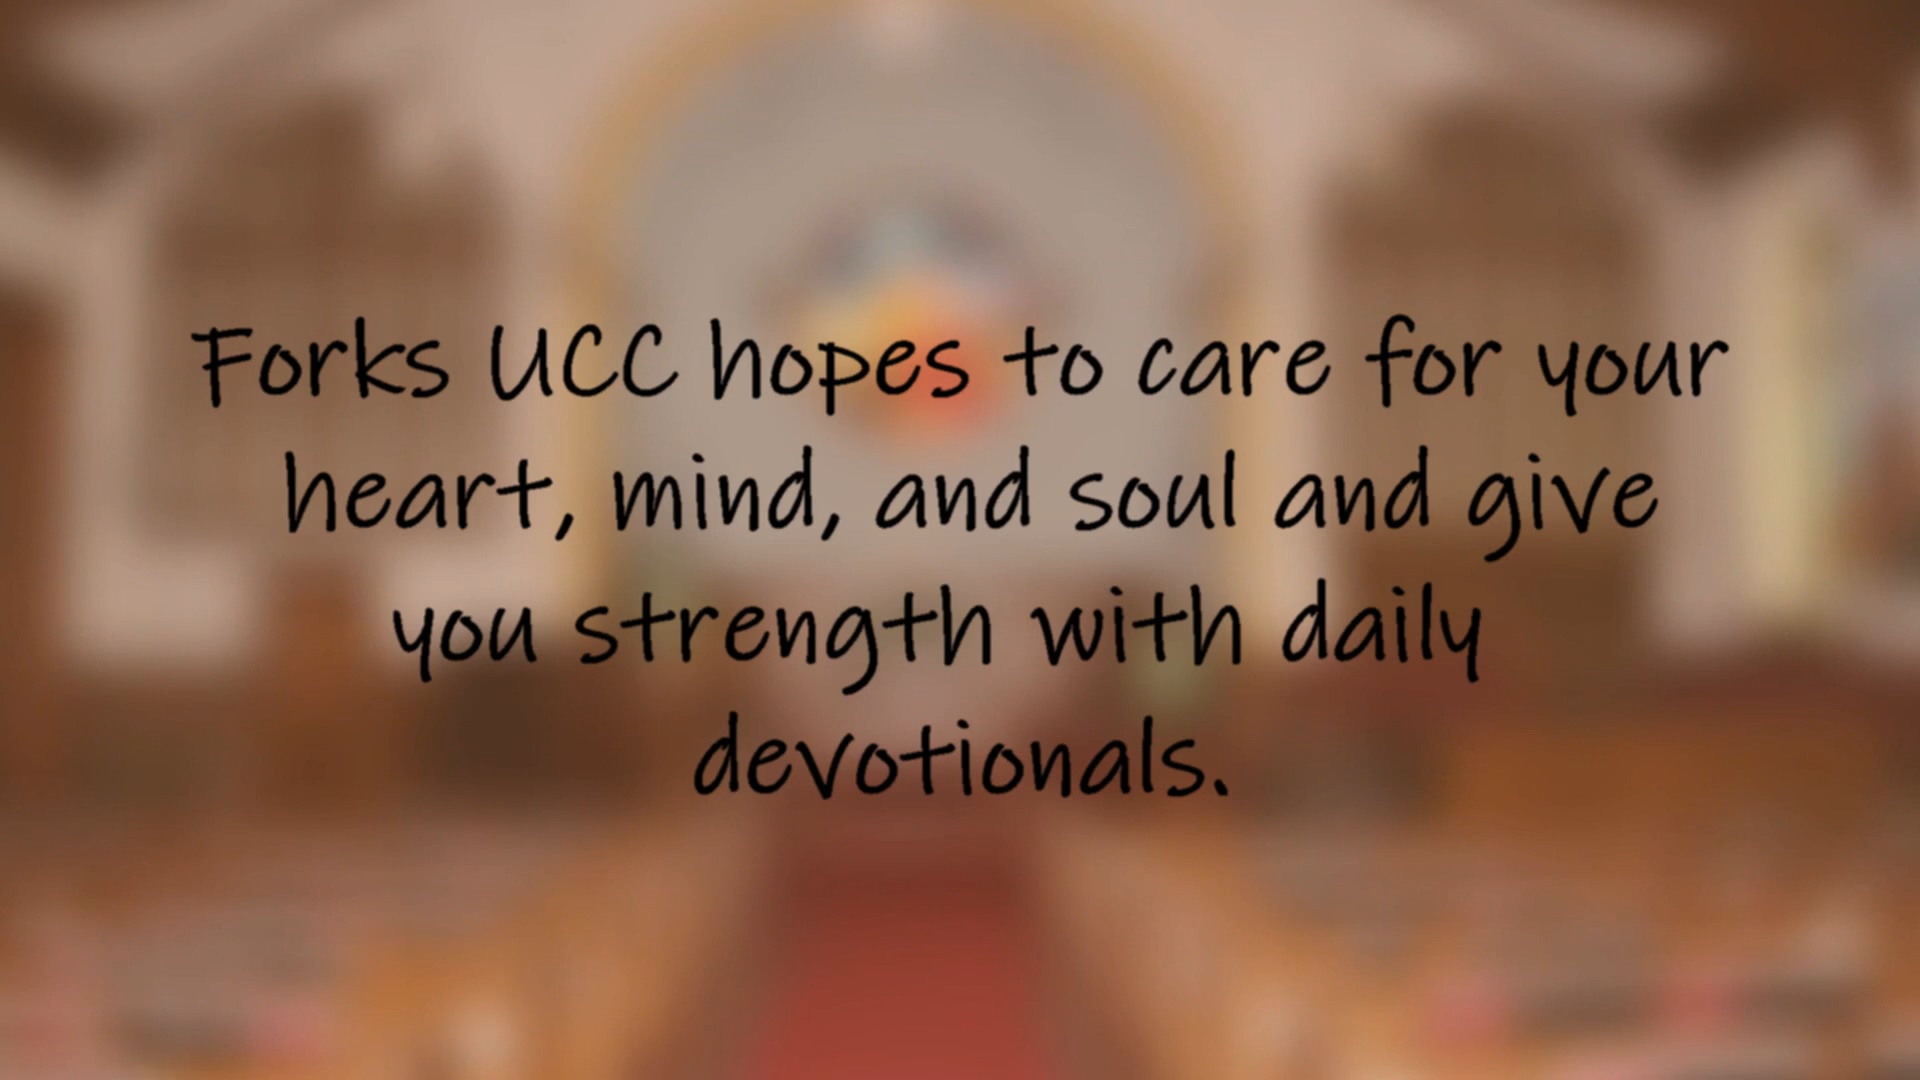 Forks UCC hopes to care for your
heart, mind, and soul and give
you strength with daily
devotionals.